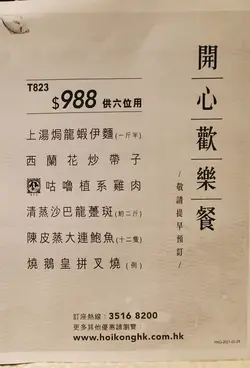 開心歡樂餐
/ 敬請提早預訂 /
T823
$988 供六位用
上湯焗龍蝦伊麵 (一斤半)
西蘭花炒帶子
咕嚕植系雞肉
清蒸沙巴龍躉斑 (約二斤)
陳皮蒸大連鮑魚 (十二隻)
燒鵝皇拼叉燒 (例)
訂座熱線：3516 8200
更多其他優惠請瀏覽
www.hoikonghk.com.hk